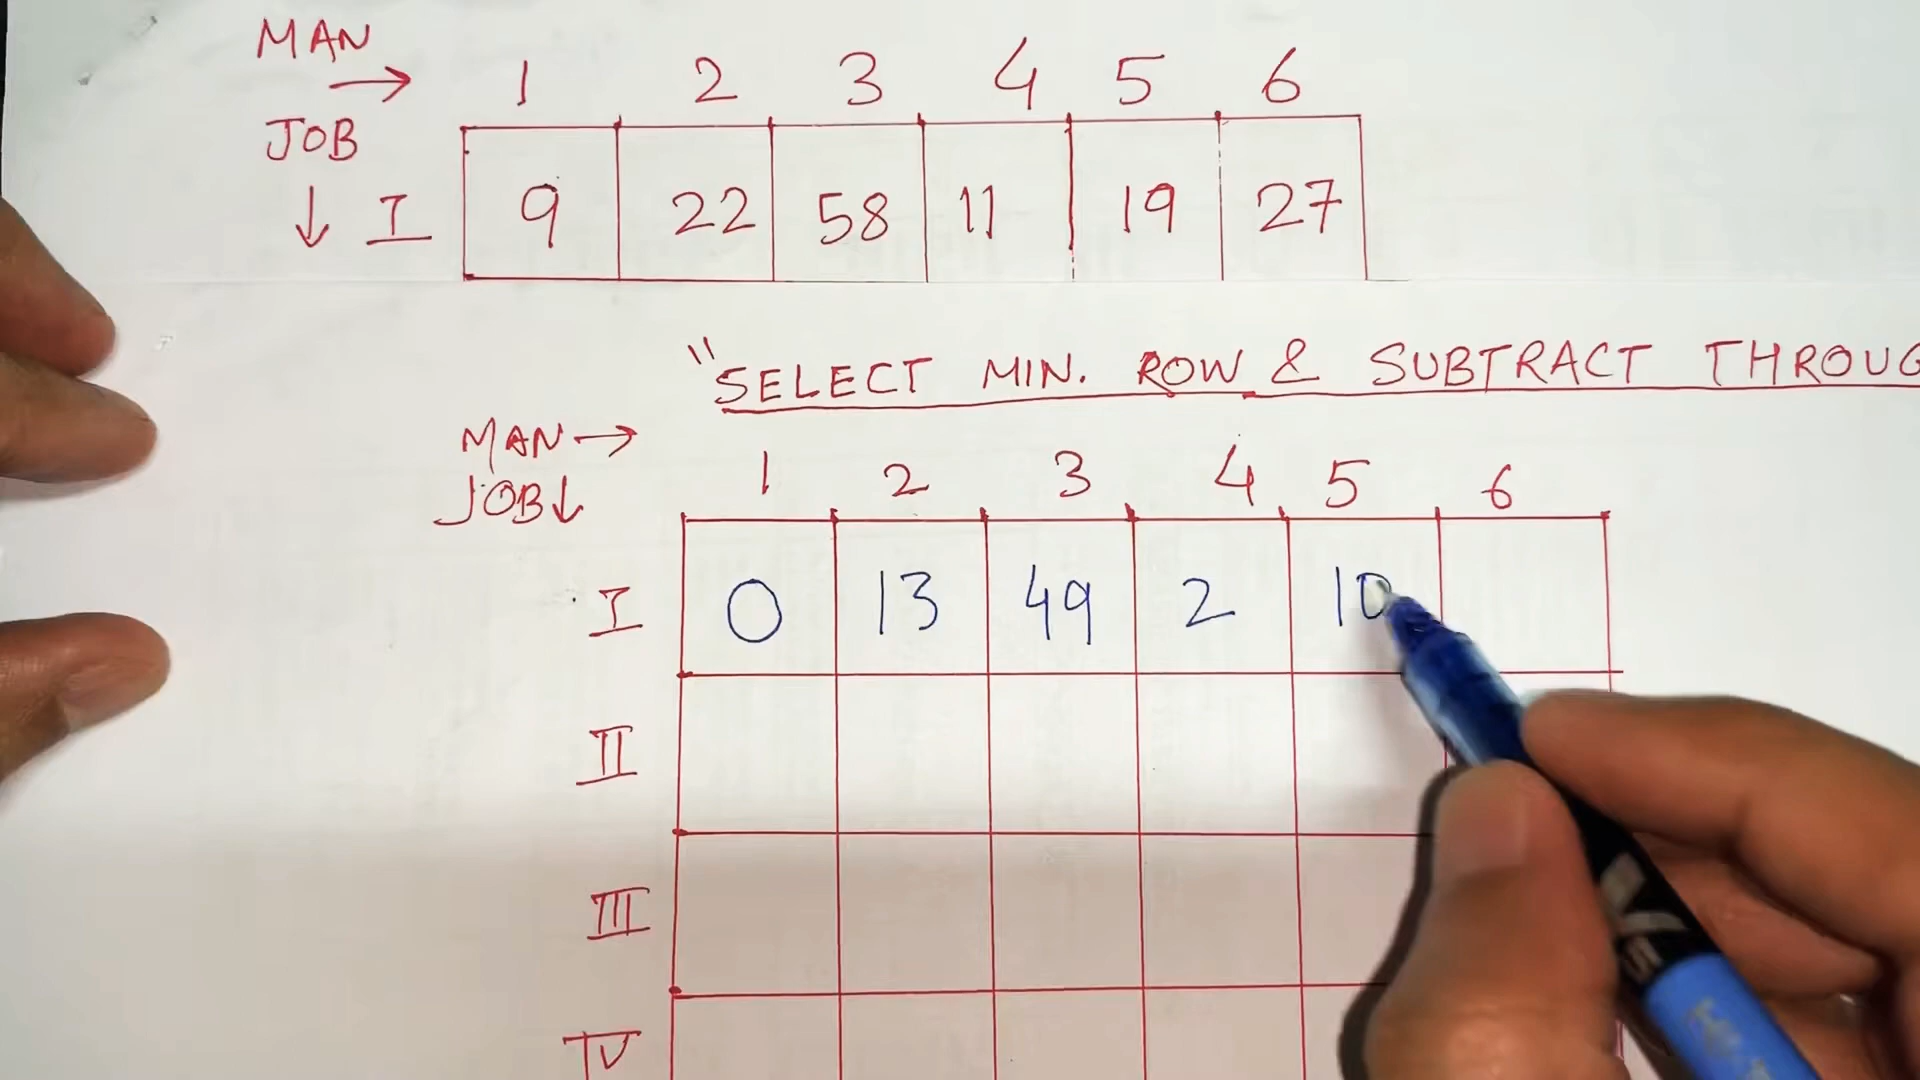 MAN →
1 2 3 4 5 6
JOB
↓ I 9 22 58 11 19 27
"SELECT MIN. ROW & SUBTRACT THROUG
MAN →
JOB ↓ 1 2 3 4 5 6
I 0 13 49 2 10
II
III
IV